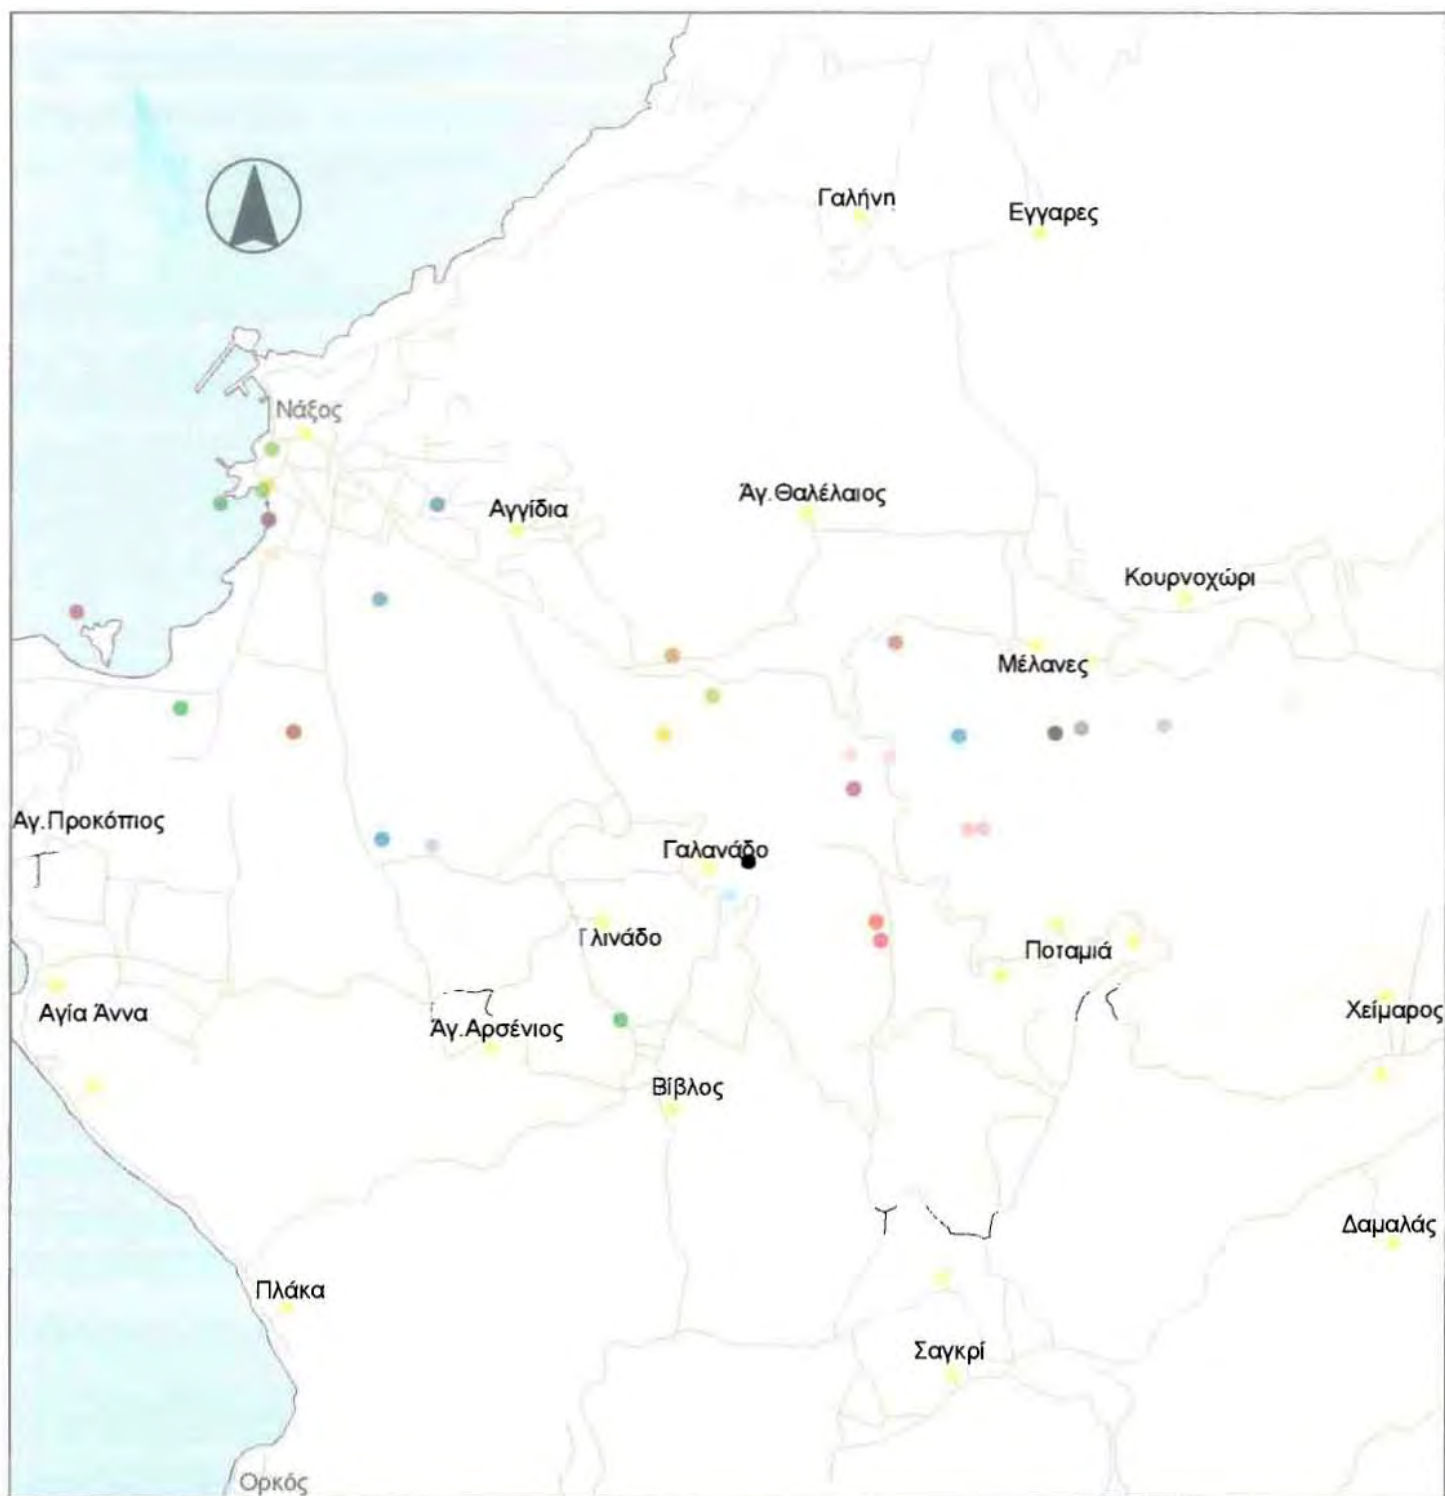 Γαλήνη
Εγγαρες
Νάξος
Άγ.Θαλέλαιος
Αγγίδια
Κουρνοχώρι
Μέλανες
Αγ.Προκόπιος
Γαλανάδο
Γλινάδο
Ποταμιά
Αγία Άννα
Άγ.Αρσένιος
Χείμαρος
Βίβλος
Δαμαλάς
Πλάκα
Σαγκρί
Ορκός